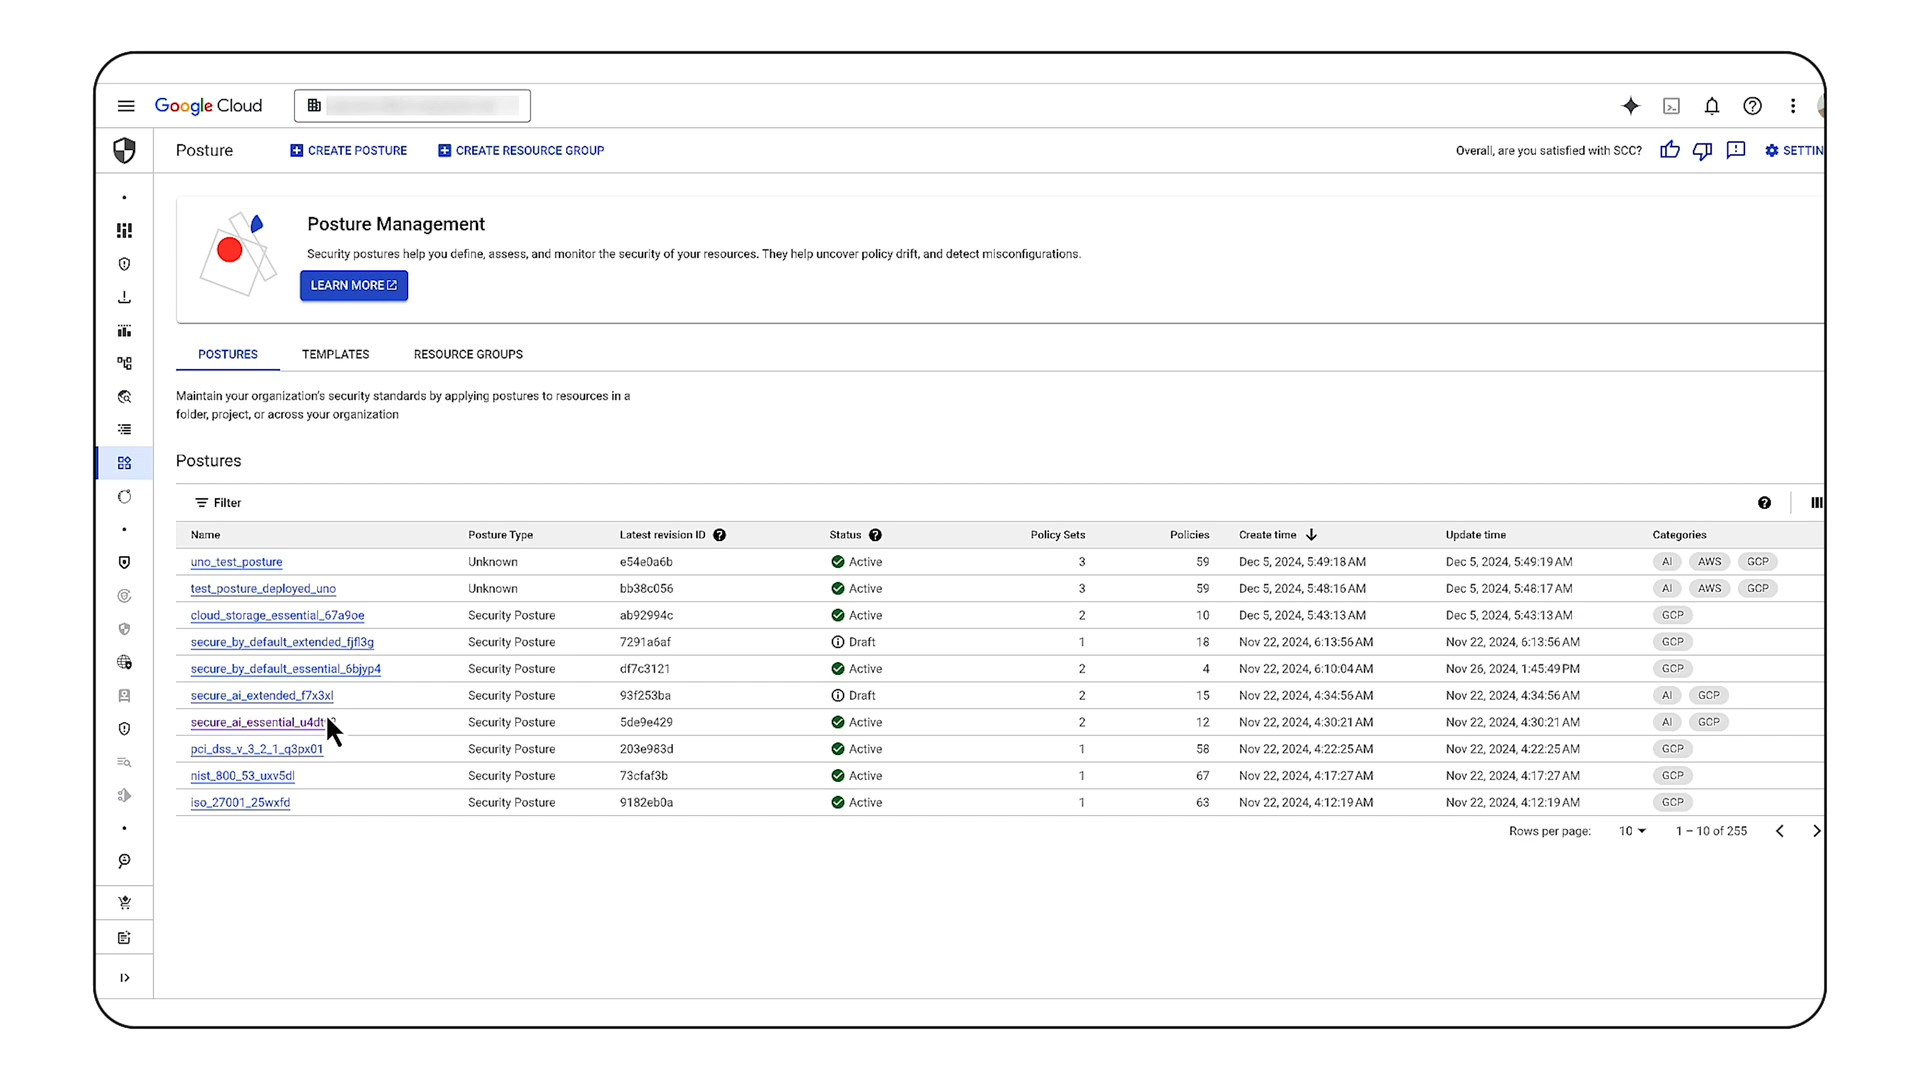 Google Cloud
Posture
CREATE POSTURE
CREATE RESOURCE GROUP
Overall, are you satisfied with SCC?
SETTIN
Posture Management
Security postures help you define, assess, and monitor the security of your resources. They help uncover policy drift, and detect misconfigurations.
LEARN MORE
POSTURES TEMPLATES RESOURCE GROUPS
Maintain your organization's security standards by applying postures to resources in a
folder, project, or across your organization
Postures
Filter
Name Posture Type Latest revision ID Status Policy Sets Policies Create time Update time Categories
uno_test_posture Unknown e54e0a6b Active 3 59 Dec 5, 2024, 5:49:18 AM Dec 5, 2024, 5:49:19 AM AI AWS GCP
test_posture_deployed_uno Unknown bb38c056 Active 3 59 Dec 5, 2024, 5:48:16 AM Dec 5, 2024, 5:48:17 AM AI AWS GCP
cloud_storage_essential_67a9oe Security Posture ab92994c Active 2 10 Dec 5, 2024, 5:43:13 AM Dec 5, 2024, 5:43:13 AM GCP
secure_by_default_extended_fjfl3g Security Posture 7291a6af Draft 1 18 Nov 22, 2024, 6:13:56 AM Nov 22, 2024, 6:13:56 AM GCP
secure_by_default_essential_6bjyp4 Security Posture df7c3121 Active 2 4 Nov 22, 2024, 6:10:04 AM Nov 26, 2024, 1:45:49 PM GCP
secure_ai_extended_f7x3xl Security Posture 93f253ba Draft 2 15 Nov 22, 2024, 4:34:56 AM Nov 22, 2024, 4:34:56 AM AI GCP
Security Posture 5de9e429 Active 2 12 Nov 22, 2024, 4:30:21 AM Nov 22, 2024, 4:30:21 AM AI GCP
pci_dss_v_3_2_1_q3px01 Security Posture 203e983d Active 1 58 Nov 22, 2024, 4:22:25 AM Nov 22, 2024, 4:22:25 AM GCP
nist_800_53_uxv5dl Security Posture 73cfaf3b Active 1 67 Nov 22, 2024, 4:17:27 AM Nov 22, 2024, 4:17:27 AM GCP
iso_27001_25wxfd Security Posture 9182eb0a Active 1 63 Nov 22, 2024, 4:12:19 AM Nov 22, 2024, 4:12:19 AM GCP
Rows per page: 10 1 – 10 of 255